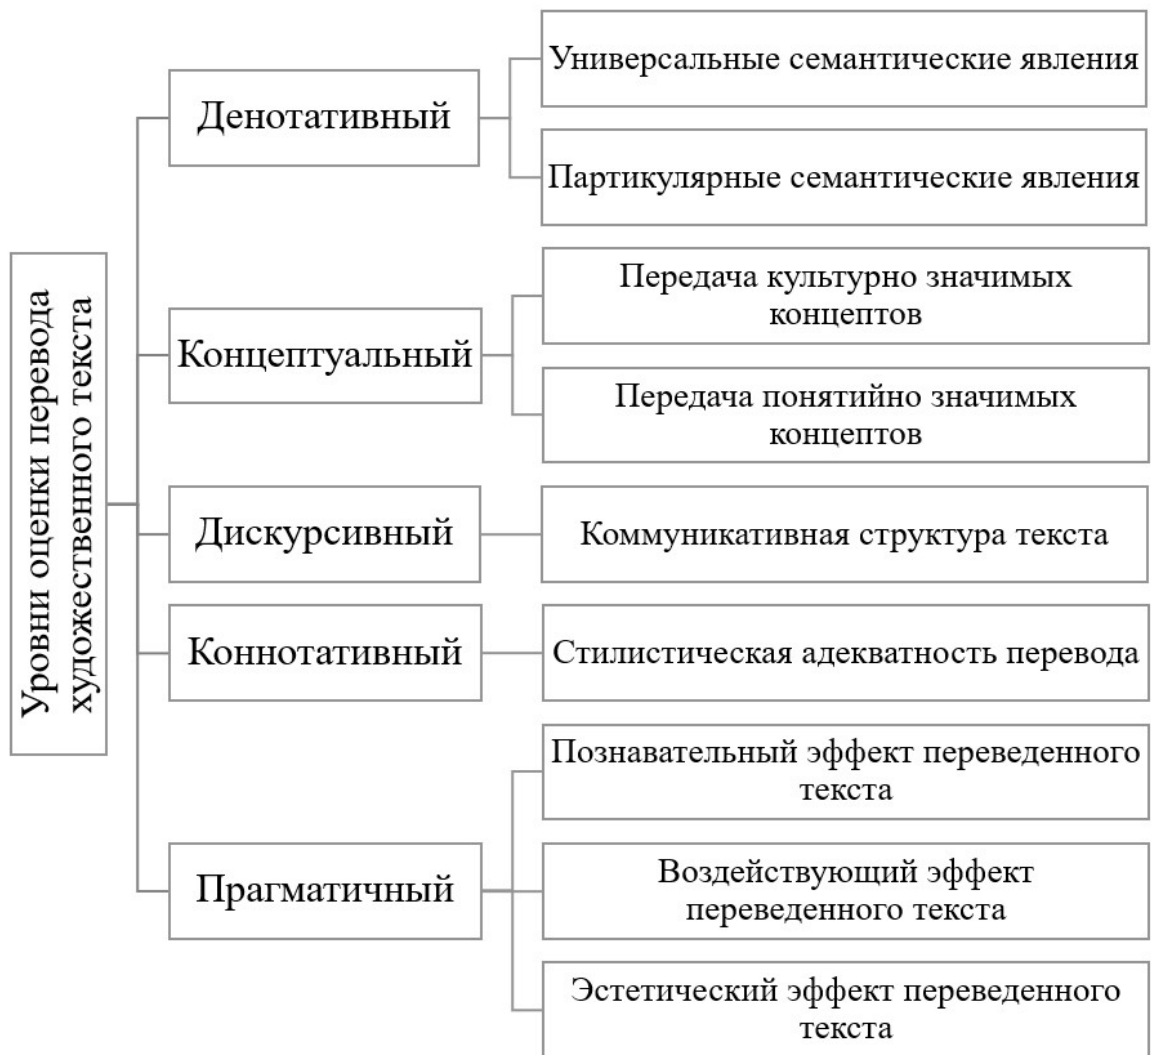 Уровни оценки перевода
художественного текста
Денотативный
Универсальные семантические явления
Партикулярные семантические явления
Концептуальный
Передача культурно значимых
концептов
Передача понятийно значимых
концептов
Дискурсивный
Коммуникативная структура текста
Коннотативный
Стилистическая адекватность перевода
Прагматичный
Познавательный эффект переведенного
текста
Воздействующий эффект
переведенного текста
Эстетический эффект переведенного
текста